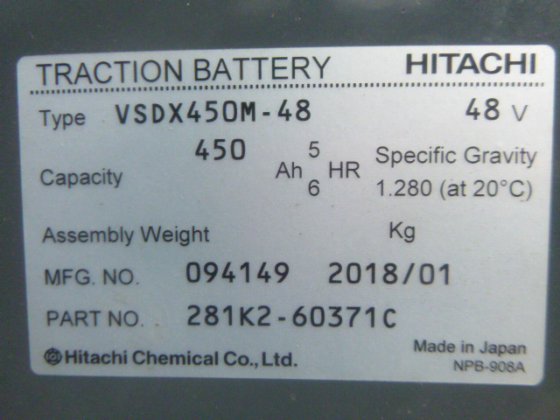 TRACTION BATTERY HITACHI
Type VSDX450M-48 48 V
Capacity 450 Ah 5 6 HR Specific Gravity
1.280 (at 20°C)
Assembly Weight Kg
MFG. NO. 094149 2018/01
PART NO. 281K2-60371C
Hitachi Chemical Co., Ltd. Made in Japan
NPB-908A